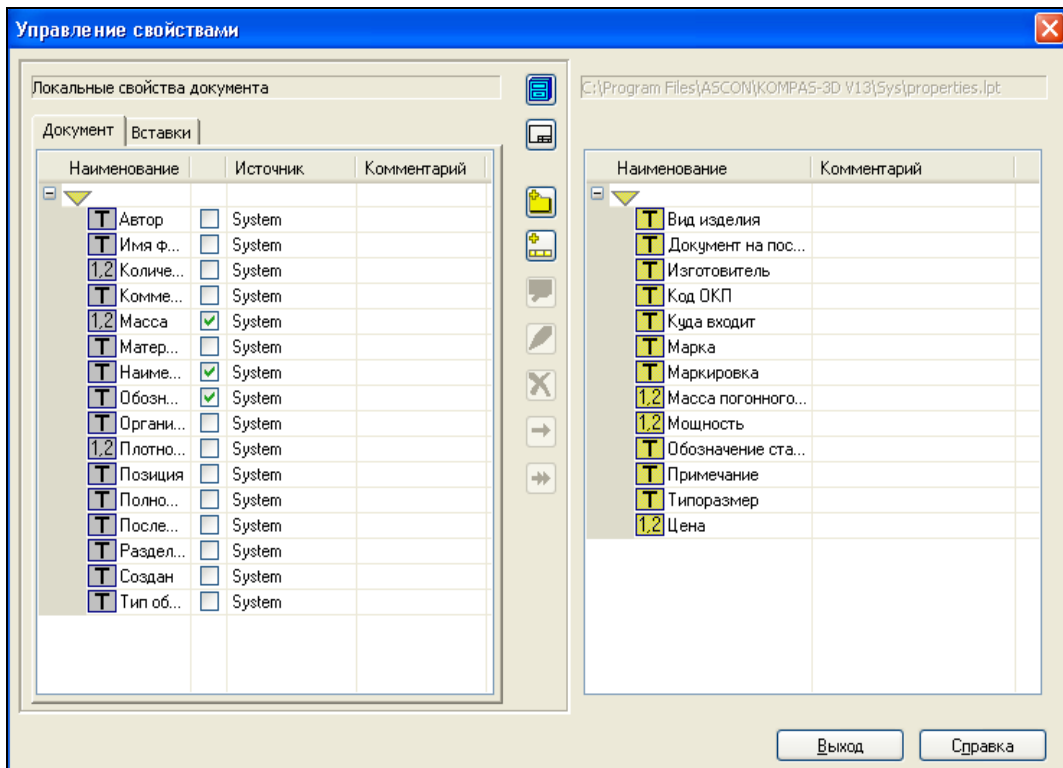 Управление свойствами
Локальные свойства документа
C:\Program Files\ASCON\KOMPAS-3D V13\Sys\properties.lpt
Документ Вставки
Наименование Источник Комментарий
T Автор System
T Имя ф... System
1,2 Количе... System
T Комме... System
1,2 Масса System
T Матер... System
T Наиме... System
T Обозн... System
T Органи... System
1,2 Плотно... System
T Позиция System
T Полно... System
T После... System
T Раздел... System
T Создан System
T Тип об... System
Наименование Комментарий
T Вид изделия
T Документ на пос...
T Изготовитель
T Код ОКП
T Куда входит
T Марка
T Маркировка
1,2 Масса погонного...
1,2 Мощность
T Обозначение ста...
T Примечание
T Типоразмер
1,2 Цена
Выход Справка